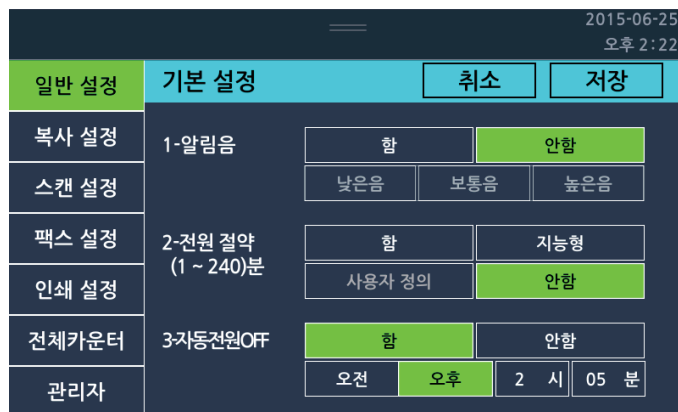 2015-06-25
오후 2:22
일반 설정
기본 설정
취소
저장
복사 설정
스캔 설정
팩스 설정
인쇄 설정
전체카운터
관리자
1-알림음
함
안함
낮은음
보통음
높은음
2-전원 절약
(1 ~ 240)분
함
지능형
사용자 정의
안함
3-자동전원OFF
함
안함
오전
오후
2 시
05 분